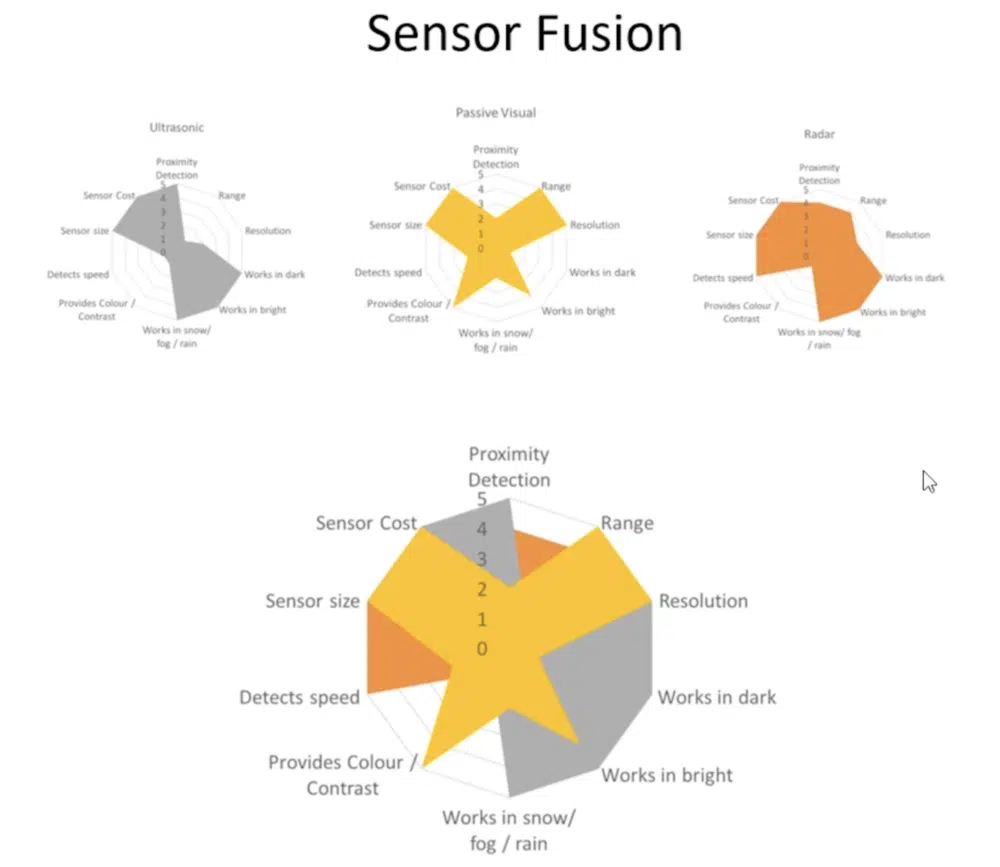 Sensor Fusion
Ultrasonic
Proximity
Detection
5
4
3
2
1
0
Range
Resolution
Works in dark
Works in bright
Works in snow/
fog / rain
Provides Colour /
Contrast
Detects speed
Sensor size
Sensor Cost
Passive Visual
Proximity
Detection
5
4
3
2
1
0
Range
Resolution
Works in dark
Works in bright
Works in snow/
fog / rain
Provides Colour /
Contrast
Detects speed
Sensor size
Sensor Cost
Radar
Proximity
Detection
5
4
3
2
1
0
Range
Resolution
Works in dark
Works in bright
Works in snow/ fog
/ rain
Provides Colour /
Contrast
Detects speed
Sensor size
Sensor Cost
Proximity
Detection
5
4
3
2
1
0
Range
Resolution
Works in dark
Works in bright
Works in snow/
fog / rain
Provides Colour /
Contrast
Detects speed
Sensor size
Sensor Cost